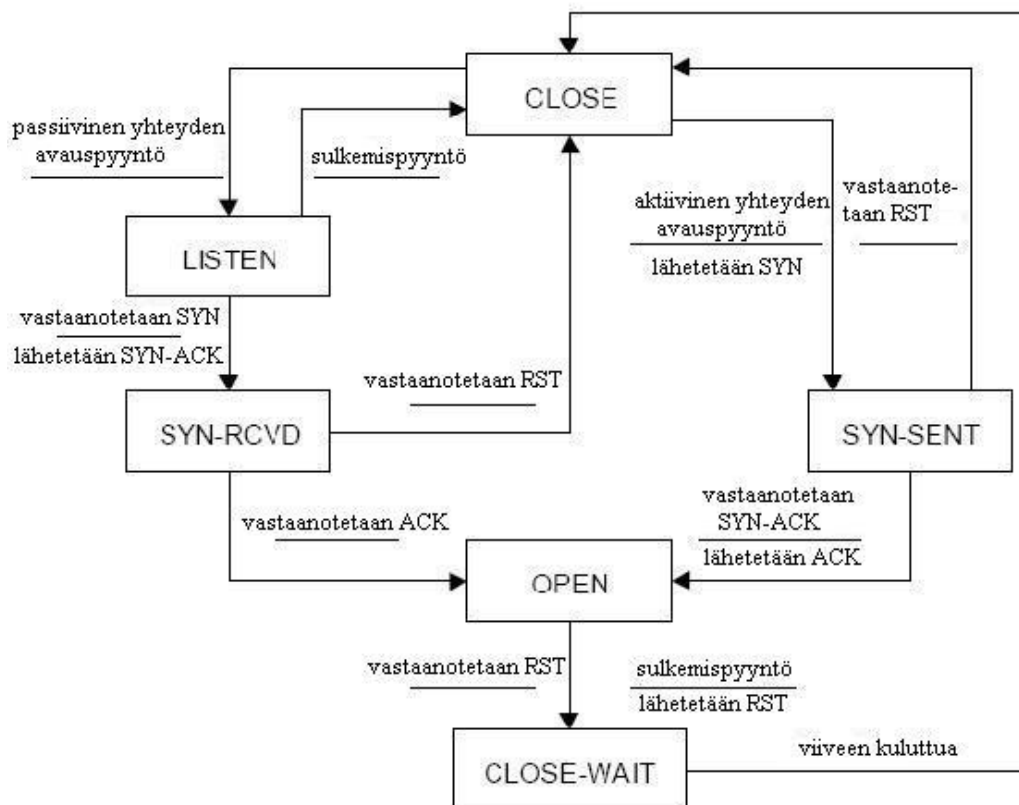 CLOSE
passiivinen yhteyden
avauspyyntö
sulkemispyyntö
aktiivinen yhteyden
avauspyyntö
lähetetään SYN
vastaanote-
taan RST
LISTEN
vastaanotetaan SYN
lähetetään SYN-ACK
vastaanotetaan RST
SYN-RCVD
SYN-SENT
vastaanotetaan ACK
vastaanotetaan
SYN-ACK
lähetetään ACK
OPEN
vastaanotetaan RST
sulkemispyyntö
lähetetään RST
CLOSE-WAIT
viiveen kuluttua